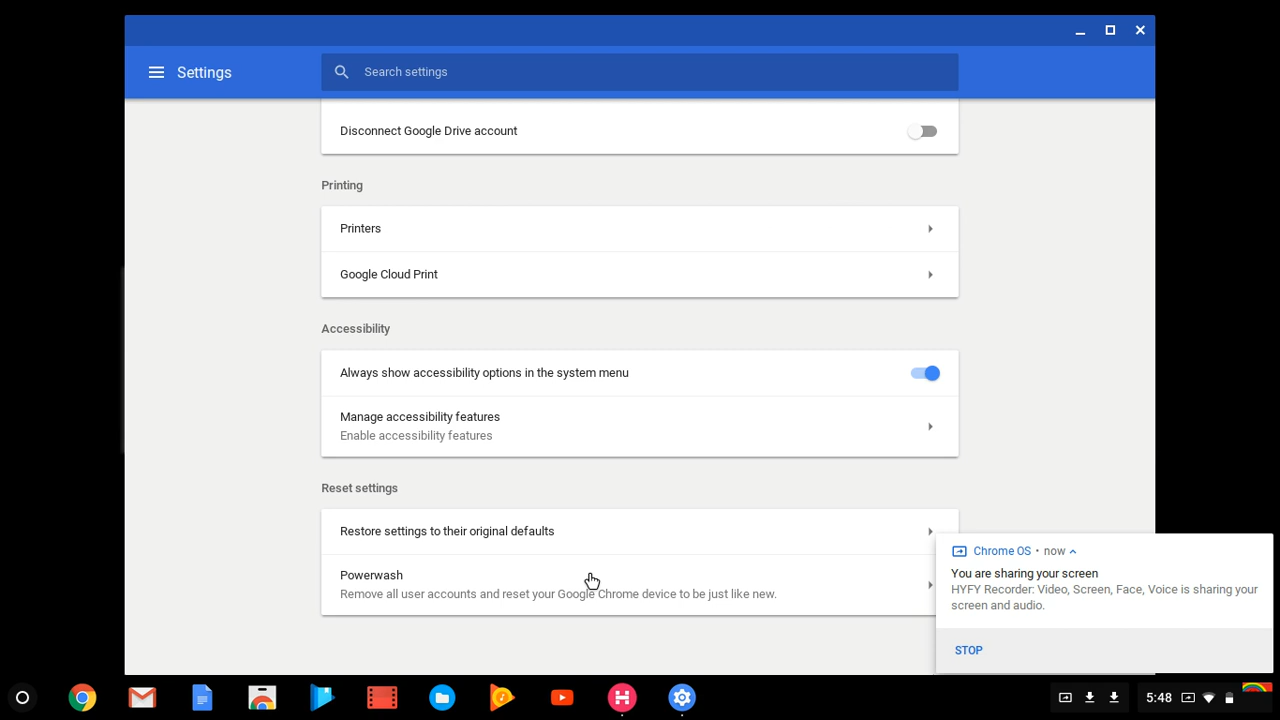 Settings
Search settings
Disconnect Google Drive account
Printing
Printers
Google Cloud Print
Accessibility
Always show accessibility options in the system menu
Manage accessibility features
Enable accessibility features
Reset settings
Restore settings to their original defaults
Powerwash
Remove all user accounts and reset your Google Chrome device to be just like new.
Chrome OS • now
You are sharing your screen
HYFY Recorder: Video, Screen, Face, Voice is sharing your
screen and audio.
STOP
5:48